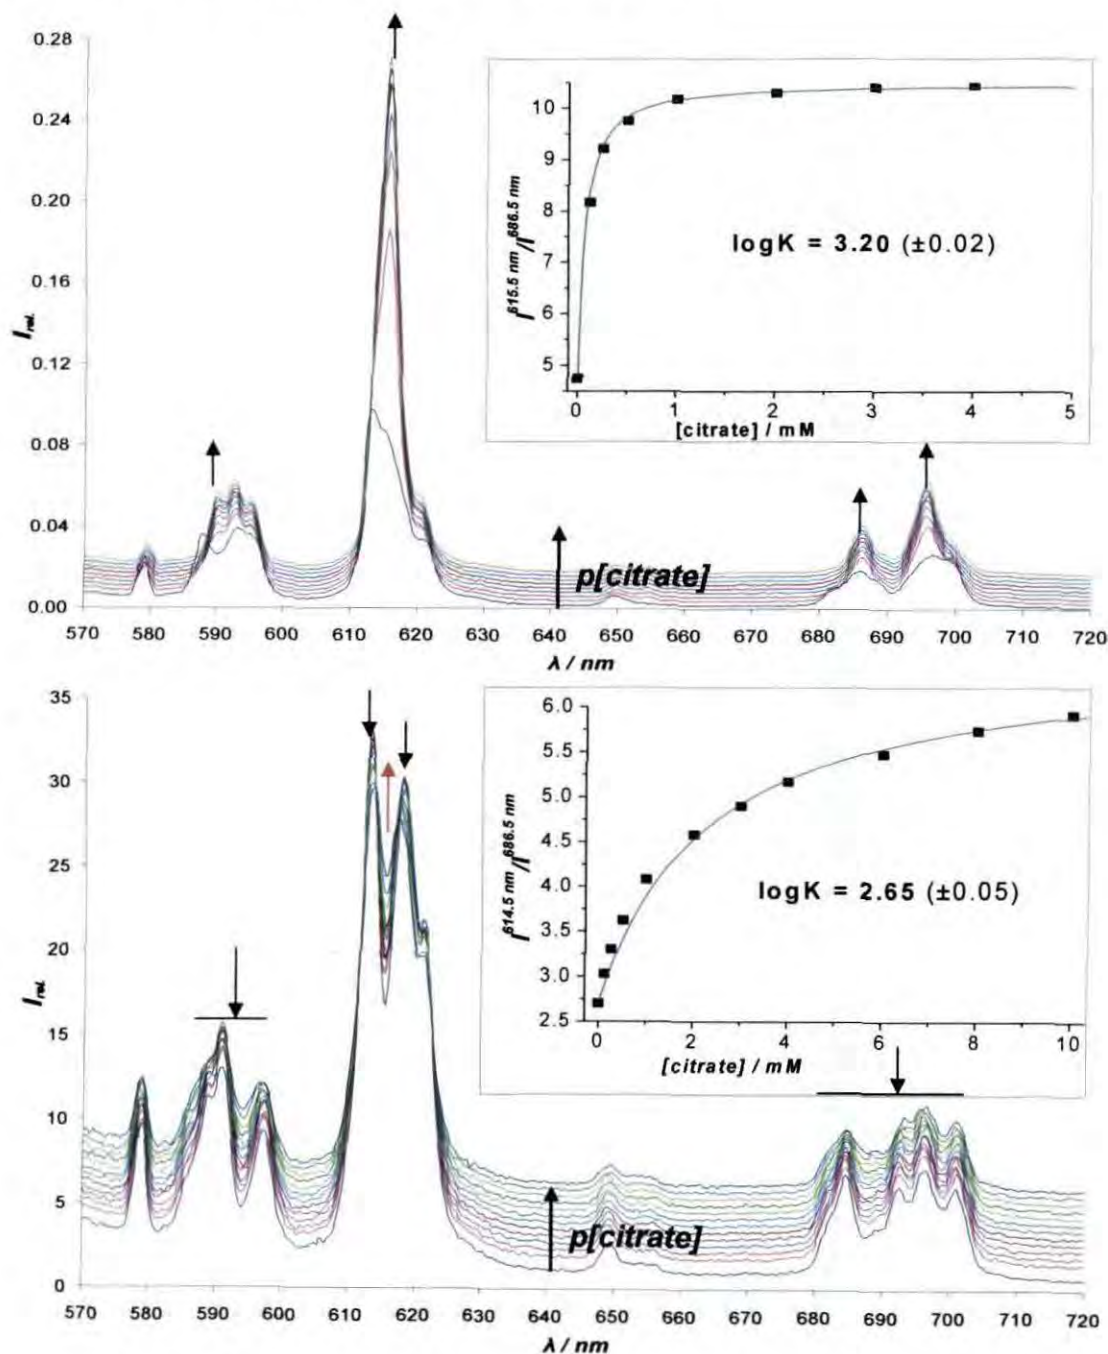 0.28
0.24
0.20
0.16
0.12
0.08
0.04
0.00
I rel.
570 580 590 600 610 620 630 640 650 660 670 680 690 700 710 720
λ / nm
p[citrate]
10
9
8
7
6
5
I 615.5 nm/I 686.5 nm
logK = 3.20 (±0.02)
0 1 2 3 4 5
[citrate] / mM
35
30
25
20
15
10
5
0
I rel.
570 580 590 600 610 620 630 640 650 660 670 680 690 700 710 720
λ / nm
p[citrate]
6.0
5.5
5.0
4.5
4.0
3.5
3.0
2.5
I 614.5 nm/I 686.5 nm
logK = 2.65 (±0.05)
0 2 4 6 8 10
[citrate] / mM